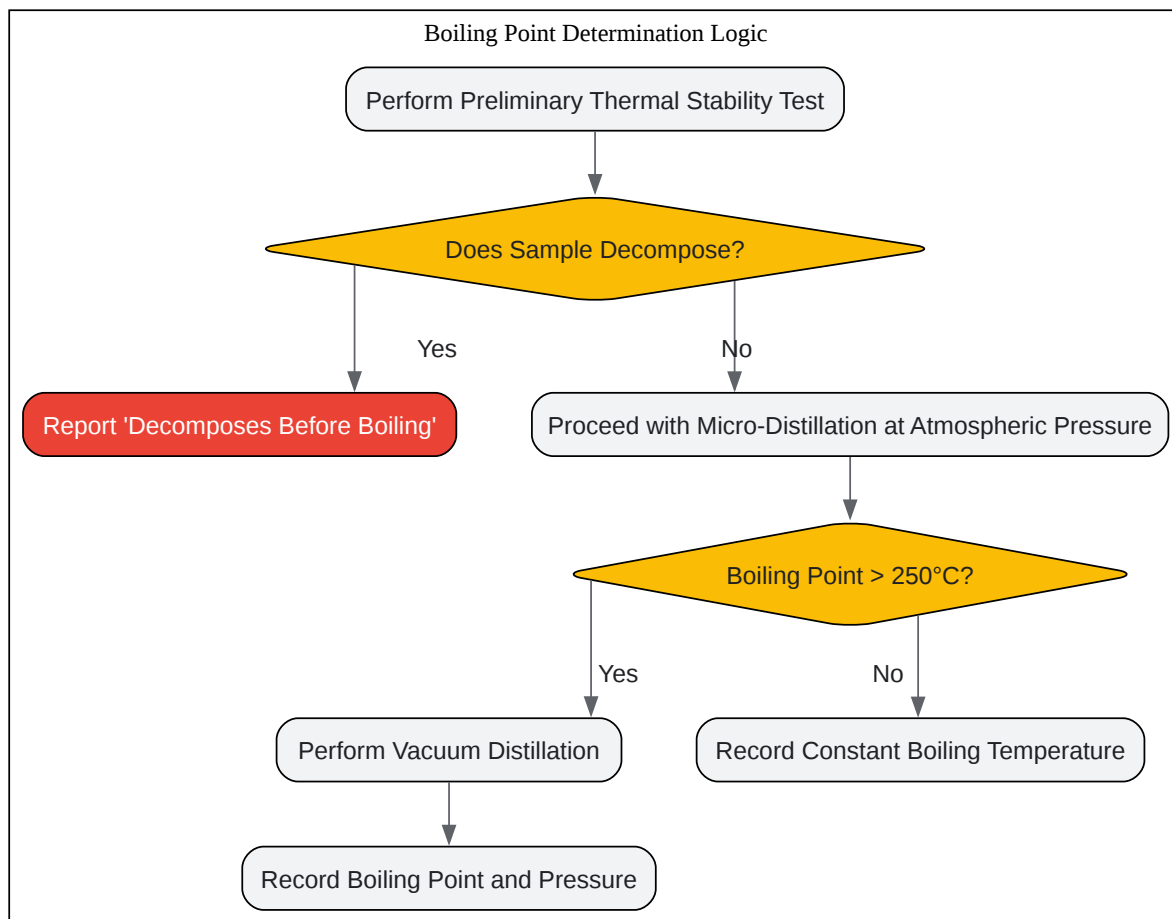 Boiling Point Determination Logic
Perform Preliminary Thermal Stability Test
Does Sample Decompose?
Yes
No
Report 'Decomposes Before Boiling'
Proceed with Micro-Distillation at Atmospheric Pressure
Boiling Point > 250°C?
Yes
No
Perform Vacuum Distillation
Record Constant Boiling Temperature
Record Boiling Point and Pressure